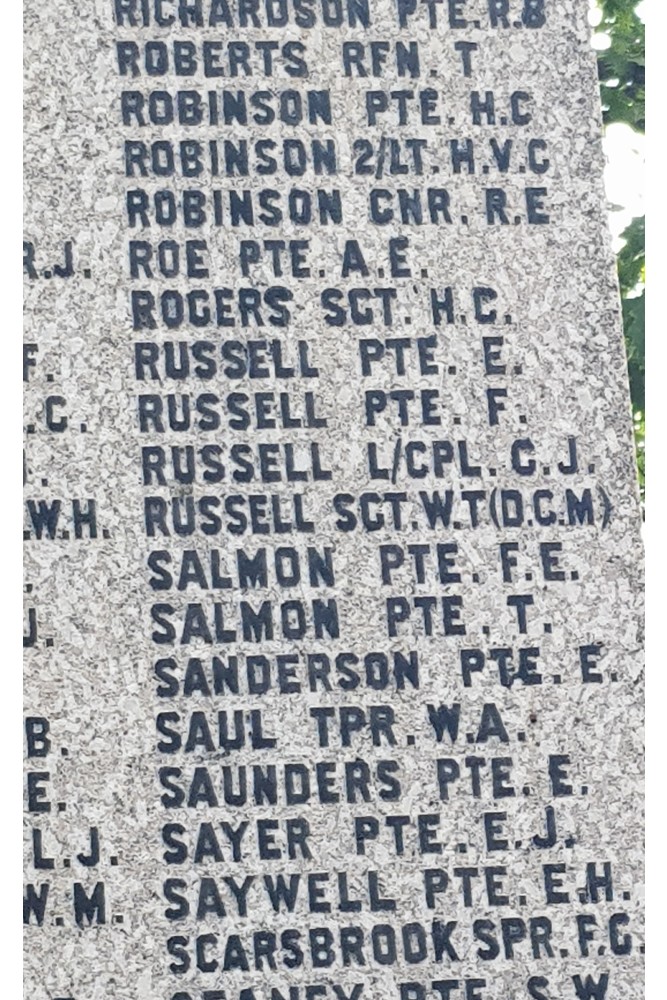 RICHARDSON PTE. R.B
ROBERTS RFN. T
ROBINSON PTE. H.C
ROBINSON 2/LT. H.V.C
ROBINSON GNR. R.E
R.J. ROE PTE. A.E.
ROGERS SGT. H.G.
F. RUSSELL PTE. E.
.G. RUSSELL PTE. F.
RUSSELL L/CPL. G.J.
.W.H. RUSSELL SGT. W.T (D.C.M)
SALMON PTE. F.E.
J. SALMON PTE. T.
SANDERSON PTE. E.
B. SAUL TPR. W.A.
E. SAUNDERS PTE. E.
L.J. SAYER PTE. E.J.
W.M. SAYWELL PTE. E.H.
SCARSBROOK SPR. F.G.
PTE. S.W.